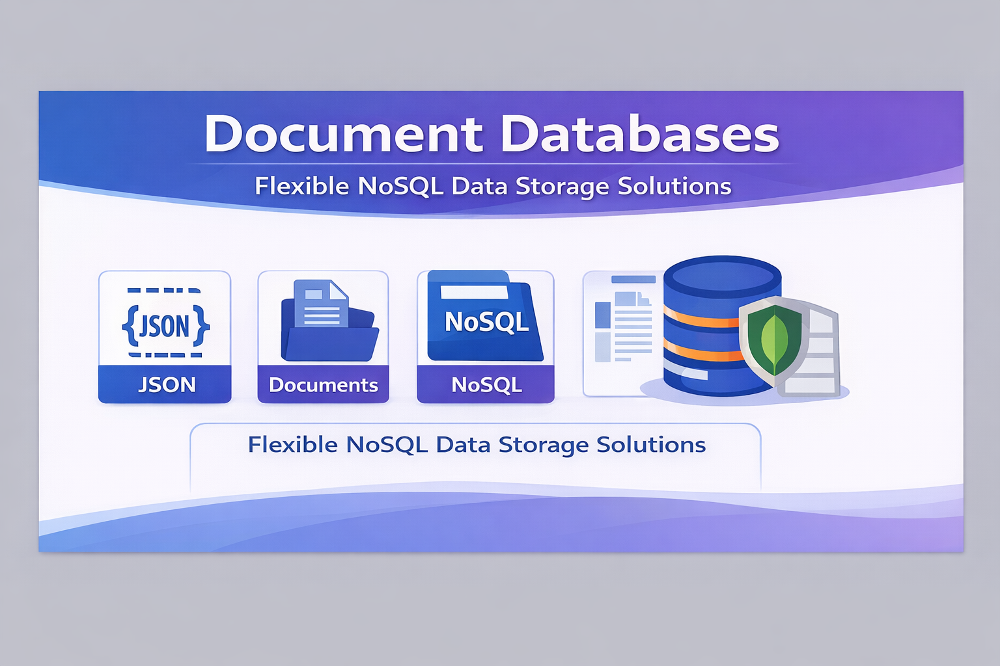 Document Databases
Flexible NoSQL Data Storage Solutions
{JSON}
JSON
Documents
NoSQL
NoSQL
Flexible NoSQL Data Storage Solutions